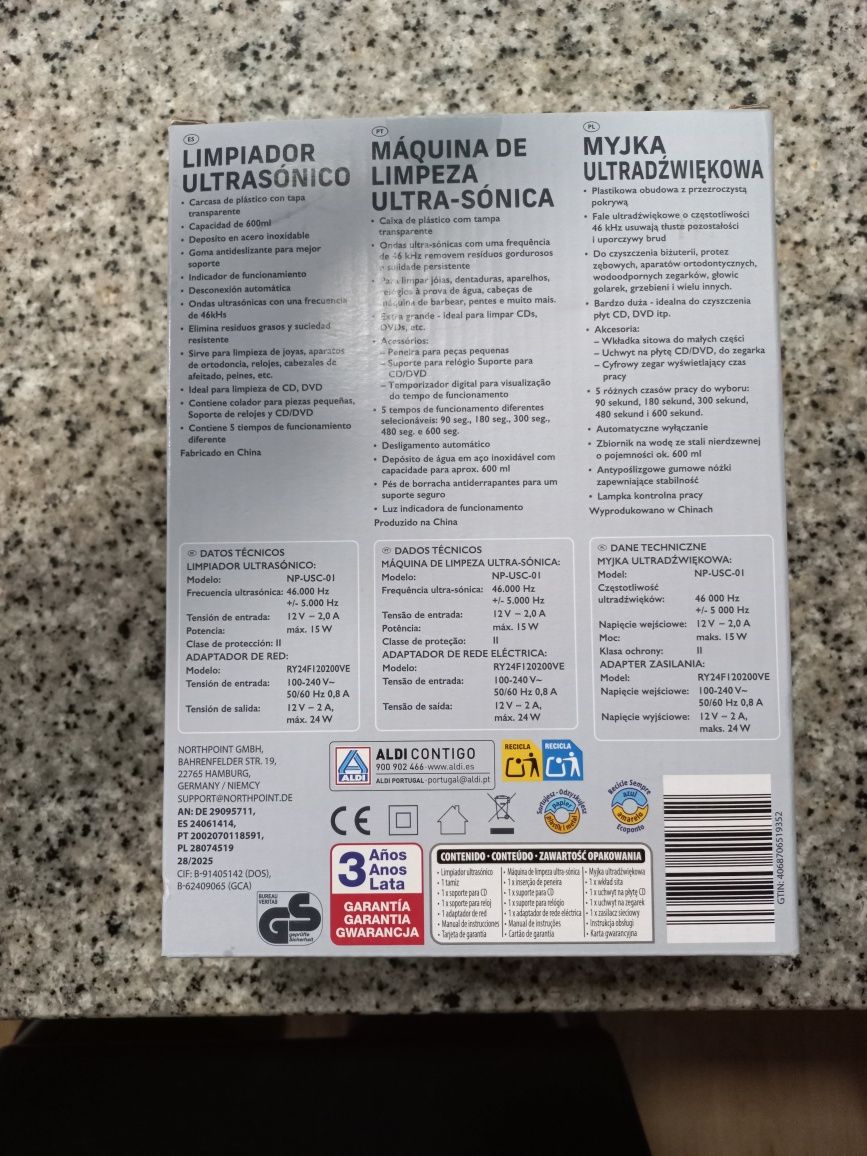 ES
LIMPIADOR
ULTRASÓNICO
• Carcasa de plástico con tapa
transparente
• Capacidad de 600ml
• Deposito en acero inoxidable
• Goma antideslizante para mejor
soporte
• Indicador de funcionamiento
• Desconexión automática
• Ondas ultrasónicas con una frecuencia
de 46kHs
• Elimina residuos grasos y suciedad
resistente
• Sirve para limpieza de joyas, aparatos
de ortodoncia, relojes, cabezales de
afeitado, peines, etc.
• Ideal para limpieza de CD, DVD
• Contiene colador para piezas pequeñas,
Soporte de relojes y CD/DVD
• Contiene 5 tiempos de funcionamiento
diferente
Fabricado en China
PT
MÁQUINA DE
LIMPEZA
ULTRA-SÓNICA
• Caixa de plástico com tampa
transparente
• Ondas ultra-sónicas com uma frequência
de 46 kHz removem resíduos gordurosos
e sujidade persistente
• Para limpar jóias, dentaduras, aparelhos,
relógios à prova de água, cabeças de
máquina de barbear, pentes e muito mais.
• Extra grande - ideal para limpar CDs,
DVDs, etc.
• Acessórios:
– Peneira para peças pequenas
– Suporte para relógio Suporte para
CD/DVD
– Temporizador digital para visualização
do tempo de funcionamento
• 5 tempos de funcionamento diferentes
selecionáveis: 90 seg., 180 seg., 300 seg.,
480 seg. e 600 seg.
• Desligamento automático
• Depósito de água em aço inoxidável com
capacidade para aprox. 600 ml
• Pés de borracha antiderrapantes para um
suporte seguro
• Luz indicadora de funcionamento
Produzido na China
PL
MYJKA
ULTRADŹWIĘKOWA
• Plastikowa obudowa z przezroczystą
pokrywą
• Fale ultradźwiękowe o częstotliwości
46 kHz usuwają tłuste pozostałości
i uporczywy brud
• Do czyszczenia biżuterii, protez
zębowych, aparatów ortodontycznych,
wodoodpornych zegarków, głowic
golarek, grzebieni i wielu innych.
• Bardzo duża - idealna do czyszczenia
płyt CD, DVD itp.
• Akcesoria:
– Wkładka sitowa do małych części
– Uchwyt na płytę CD/DVD, do zegarka
– Cyfrowy zegar wyświetlający czas
pracy
• 5 różnych czasów pracy do wyboru:
90 sekund, 180 sekund, 300 sekund,
480 sekund i 600 sekund.
• Automatyczne wyłączanie
• Zbiornik na wodę ze stali nierdzewnej
o pojemności ok. 600 ml
• Antypoślizgowe gumowe nóżki
zapewniające stabilność
• Lampka kontrolna pracy
Wyprodukowano w Chinach
ES DATOS TÉCNICOS
LIMPIADOR ULTRASÓNICO:
Modelo: NP-USC-01
Frecuencia ultrasónica: 46.000 Hz
+/- 5.000 Hz
Tensión de entrada: 12 V – 2,0 A
Potencia: máx. 15 W
Clase de protección: II
ADAPTADOR DE RED:
Modelo: RY24F120200VE
Tensión de entrada: 100-240 V~
50/60 Hz 0,8 A
Tensión de salida: 12 V – 2 A,
máx. 24 W
PT DADOS TÉCNICOS
MÁQUINA DE LIMPEZA ULTRA-SÓNICA:
Modelo: NP-USC-01
Frequência ultra-sónica: 46.000 Hz
+/- 5.000 Hz
Tensão de entrada: 12 V – 2,0 A
Potência: máx. 15 W
Classe de proteção: II
ADAPTADOR DE REDE ELÉCTRICA:
Modelo: RY24F120200VE
Tensão de entrada: 100-240 V~
50/60 Hz 0,8 A
Tensão de saída: 12 V – 2 A,
máx. 24 W
PL DANE TECHNICZNE
MYJKA ULTRADŹWIĘKOWA:
Model: NP-USC-01
Częstotliwość
ultradźwięków: 46 000 Hz
+/- 5 000 Hz
Napięcie wejściowe: 12 V – 2,0 A
Moc: maks. 15 W
Klasa ochrony: II
ADAPTER ZASILANIA:
Model: RY24F120200VE
Napięcie wejściowe: 100-240 V~
50/60 Hz 0,8 A
Napięcie wyjściowe: 12 V – 2 A,
maks. 24 W
NORTHPOINT GMBH,
BAHRENFELDER STR. 19,
22765 HAMBURG,
GERMANY / NIEMCY
SUPPORT@NORTHPOINT.DE
AN: DE 29095711,
ES 24061414,
PT 2002070118591,
PL 28074519
28/2025
CIF: B-91405142 (DOS),
B-62409065 (GCA)
BUREAU
VERITAS
GS
geprüfte
Sicherheit
ALDI
ALDI CONTIGO
900 902 466·www.aldi.es
ALDI PORTUGAL·portugal@aldi.pt
RECICLA
RECICLA
CE
Sortujesz - Odzyskujesz
papier
plastik i metal
Recicle Sempre
azul
amarelo
Ecoponto
3 Años
Anos
Lata
GARANTÍA
GARANTIA
GWARANCJA
CONTENIDO · CONTEÚDO · ZAWARTOŚĆ OPAKOWANIA
• Limpiador ultrasónico
• 1 tamiz
• 1 x soporte para CD
• 1 x soporte para reloj
• 1 adaptador de red
• Manual de instrucciones
• Tarjeta de garantía
• Máquina de limpeza ultra-sónica
• 1 x inserção de peneira
• 1 x suporte para CD
• 1 x suporte para relógio
• 1 x adaptador de rede eléctrica
• Manual de instruções
• Cartão de garantia
• Myjka ultradźwiękowa
• 1 x wkład sita
• 1 x uchwyt na płytę CD
• 1 x uchwyt na zegarek
• 1 x zasilacz sieciowy
• Instrukcja obsługi
• Karta gwarancyjna
GTIN: 4068706519352